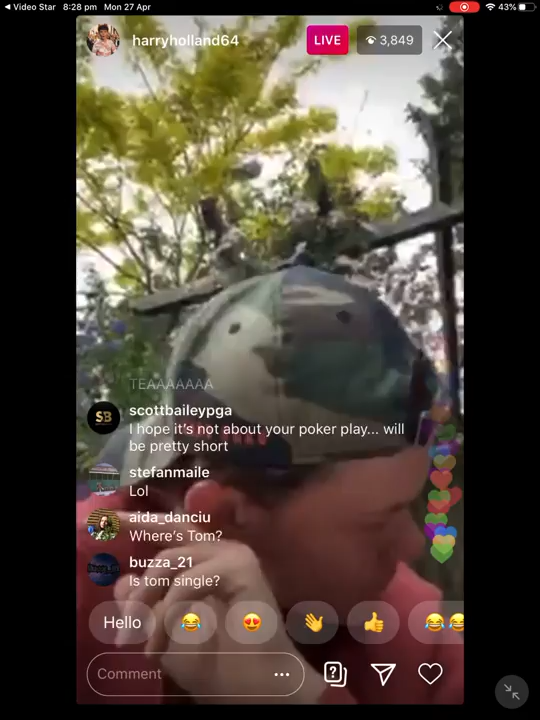 Video Star 8:28 pm Mon 27 Apr 43%
harryholland64 LIVE 3,849
TEAAAAAAA
SB
scottbaileypga
I hope it's not about your poker play... will
be pretty short
stefanmaile
Lol
aida_danciu
Where's Tom?
buzza_21
Is tom single?
Hello
Comment